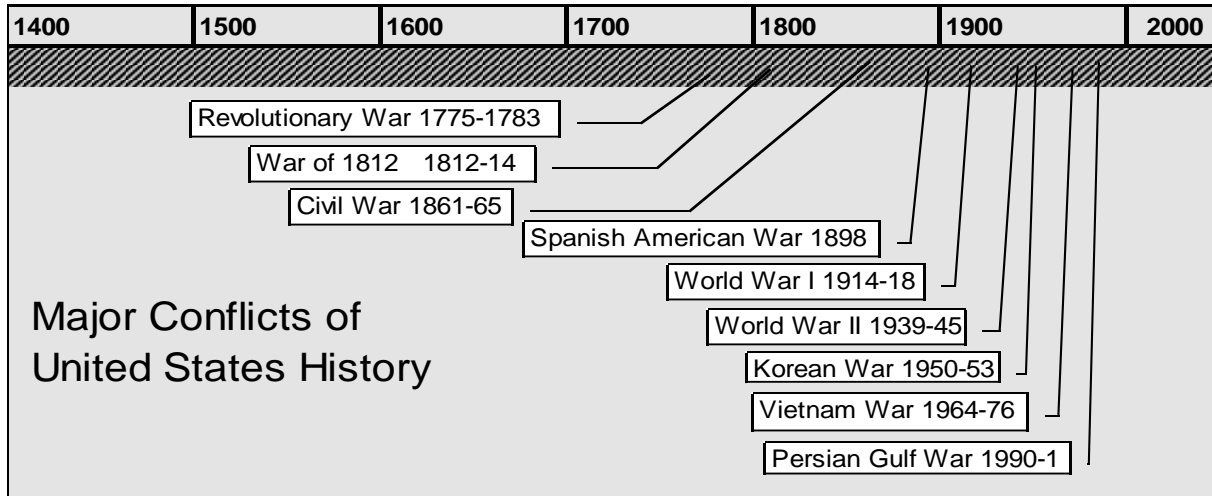 1400 1500 1600 1700 1800 1900 2000
Revolutionary War 1775-1783
War of 1812 1812-14
Civil War 1861-65
Spanish American War 1898
World War I 1914-18
Major Conflicts of
United States History
World War II 1939-45
Korean War 1950-53
Vietnam War 1964-76
Persian Gulf War 1990-1